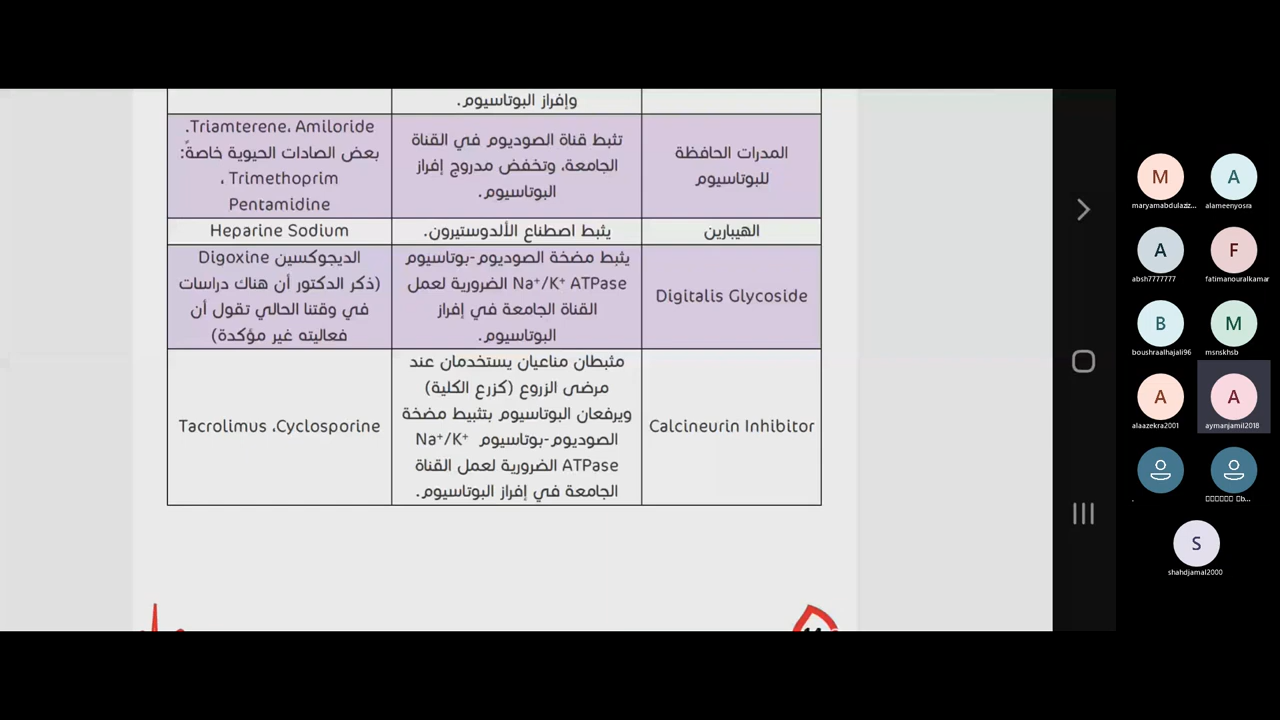 وإفراز البوتاسيوم.
المدرات الحافظة
للبوتاسيوم
تثبط قناة الصوديوم في القناة
الجامعة، وتخفض مدروج إفراز
البوتاسيوم.
Triamterene، Amiloride.
بعض الصادات الحيوية خاصةً:
Trimethoprim ،
Pentamidine
الهيبارين
يثبط اصطناع الألدوستيرون.
Heparine Sodium
Digitalis Glycoside
يثبط مضخة الصوديوم-بوتاسيوم
Na⁺/K⁺ ATPase الضرورية لعمل
القناة الجامعة في إفراز
البوتاسيوم.
الديجوكسين Digoxine
(ذكر الدكتور أن هناك دراسات
في وقتنا الحالي تقول أن
فعاليته غير مؤكدة)
Calcineurin Inhibitor
مثبطان مناعيان يستخدمان عند
مرضى الزروع (كزرع الكلية)
ويرفعان البوتاسيوم بتثبيط مضخة
الصوديوم-بوتاسيوم Na⁺/K⁺
ATPase الضرورية لعمل القناة
الجامعة في إفراز البوتاسيوم.
Tacrolimus ،Cyclosporine
M
maryamabdulaziz...
A
alameenyosra
A
absh7777777
F
fatimanouralkamar
B
boushraalhajali96
M
msnskhsb
A
alaazekra2001
A
aymanjamil2018
.
S
shahdjamal2000